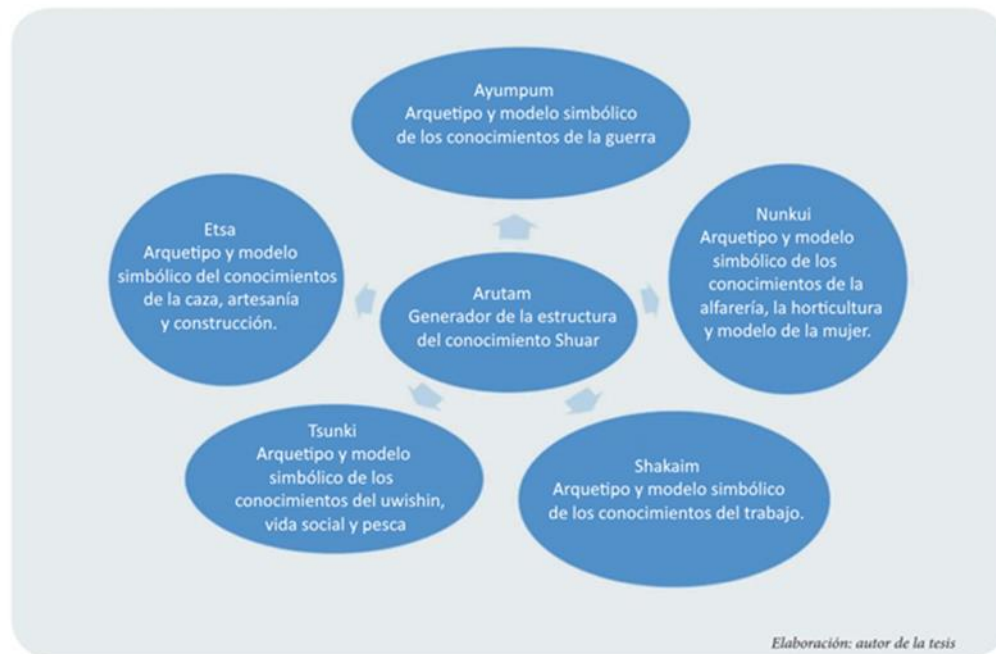 Ayumpum
Arquetipo y modelo simbólico
de los conocimientos de la guerra
Etsa
Arquetipo y modelo
simbólico del conocimientos
de la caza, artesanía
y construcción.
Arutam
Generador de la estructura
del conocimiento Shuar
Nunkui
Arquetipo y modelo
simbólico de los
conocimientos de la
alfarería, la horticultura
y modelo de la mujer.
Tsunki
Arquetipo y modelo
simbólico de los
conocimientos del uwishin,
vida social y pesca
Shakaim
Arquetipo y modelo simbólico
de los conocimientos del trabajo.
Elaboración: autor de la tesis